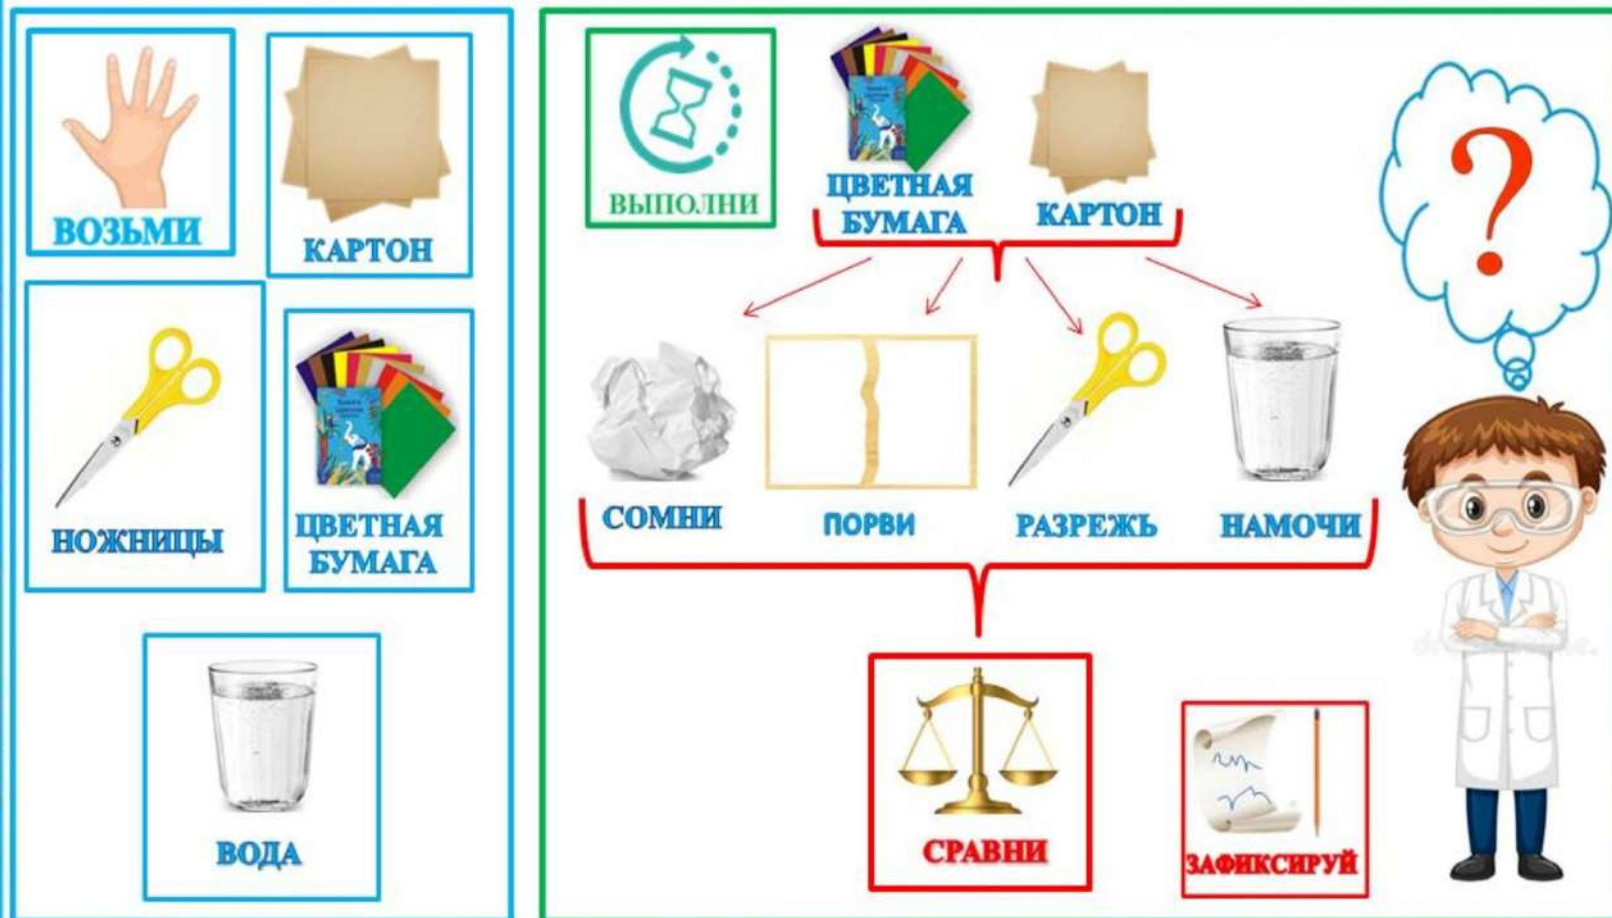 ВОЗЬМИ
КАРТОН
НОЖНИЦЫ
ЦВЕТНАЯ
БУМАГА
ВОДА
ВЫПОЛНИ
ЦВЕТНАЯ
БУМАГА
КАРТОН
?
СОМНИ
ПОРВИ
РАЗРЕЖЬ
НАМОЧИ
СРАВНИ
ЗАФИКСИРУЙ